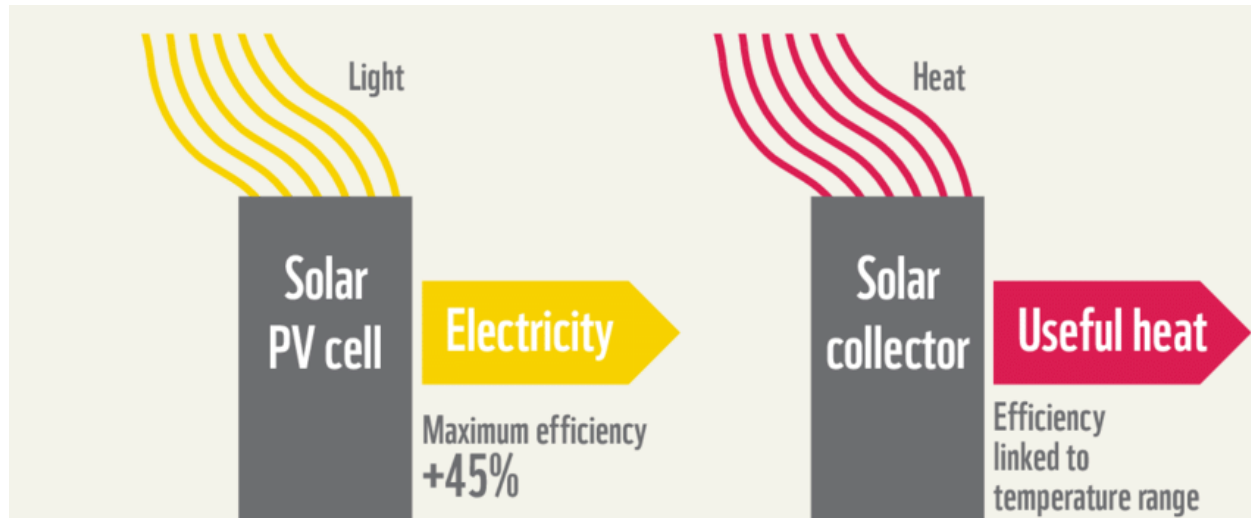 Light
Solar
PV cell
Electricity
Maximum efficiency
+45%
Heat
Solar
collector
Useful heat
Efficiency
linked to
temperature range